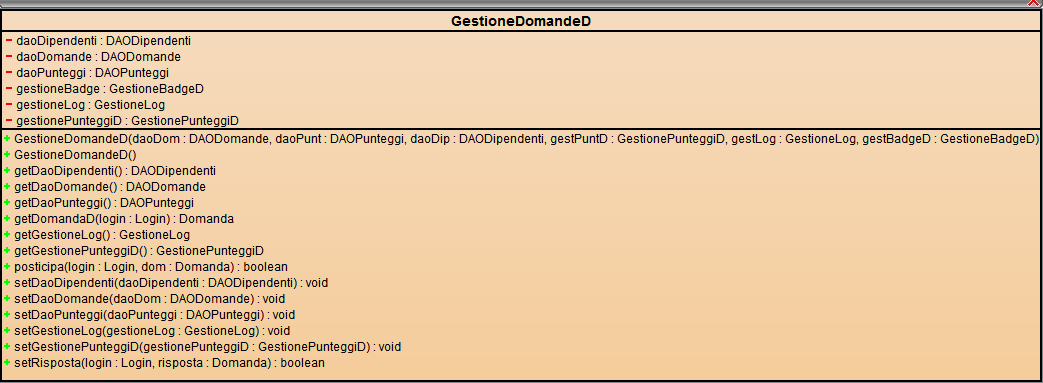 GestioneDomandeD
- daoDipendenti : DAODipendenti
- daoDomande : DAODomande
- daoPunteggi : DAOPunteggi
- gestioneBadge : GestioneBadgeD
- gestioneLog : GestioneLog
- gestionePunteggiD : GestionePunteggiD
+ GestioneDomandeD(daoDom : DAODomande, daoPunt : DAOPunteggi, daoDip : DAODipendenti, gestPuntD : GestionePunteggiD, gestLog : GestioneLog, gestBadgeD : GestioneBadgeD)
+ GestioneDomandeD()
+ getDaoDipendenti() : DAODipendenti
+ getDaoDomande() : DAODomande
+ getDaoPunteggi() : DAOPunteggi
+ getDomandaD(login : Login) : Domanda
+ getGestioneLog() : GestioneLog
+ getGestionePunteggiD() : GestionePunteggiD
+ posticipa(login : Login, dom : Domanda) : boolean
+ setDaoDipendenti(daoDipendenti : DAODipendenti) : void
+ setDaoDomande(daoDom : DAODomande) : void
+ setDaoPunteggi(daoPunteggi : DAOPunteggi) : void
+ setGestioneLog(gestioneLog : GestioneLog) : void
+ setGestionePunteggiD(gestionePunteggiD : GestionePunteggiD) : void
+ setRisposta(login : Login, risposta : Domanda) : boolean